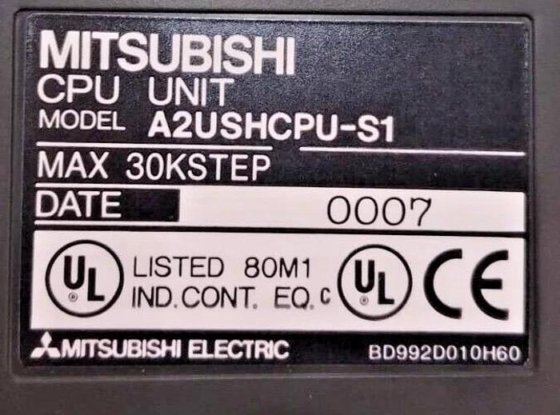 MITSUBISHI
CPU UNIT
MODEL A2USHCPU-S1
MAX 30KSTEP
DATE 0007
UL LISTED 80M1 c UL CE
IND.CONT. EQ.
MITSUBISHI ELECTRIC BD992D010H60